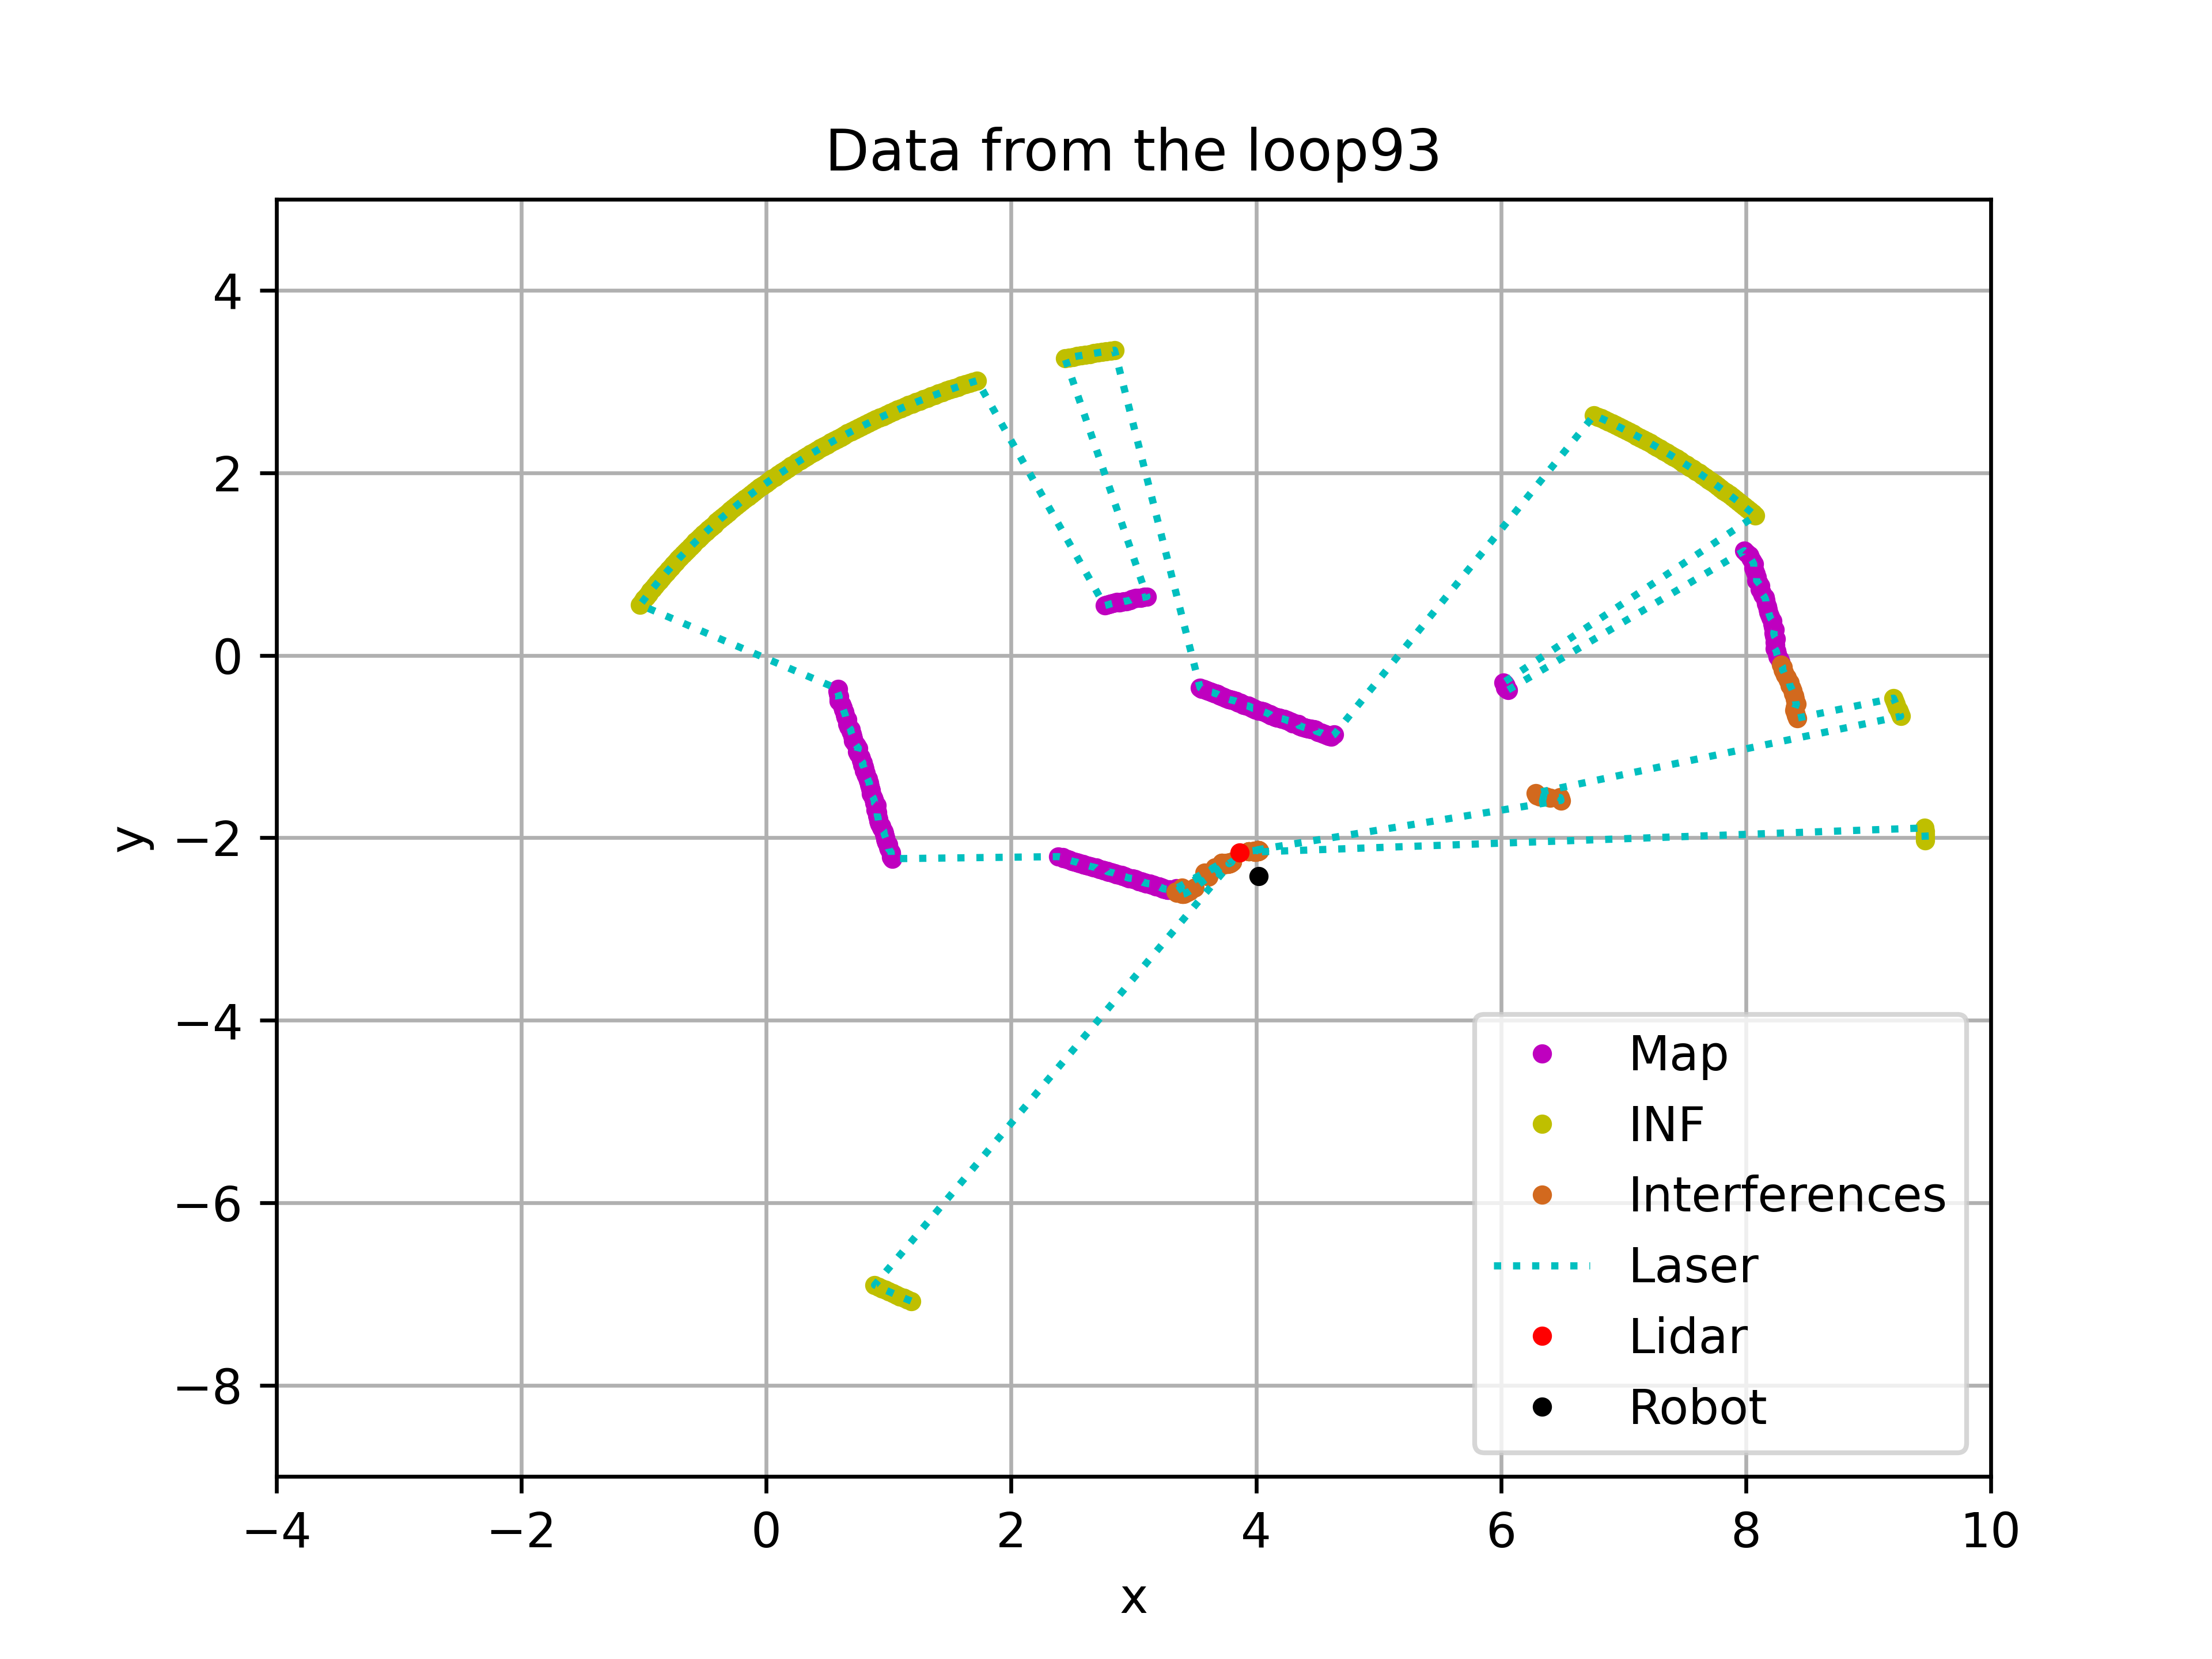 Data from the loop93
4
2
0
−2
−4
−6
−8
y
−4
−2
0
2
4
6
8
10
x
Map
INF
Interferences
Laser
Lidar
Robot